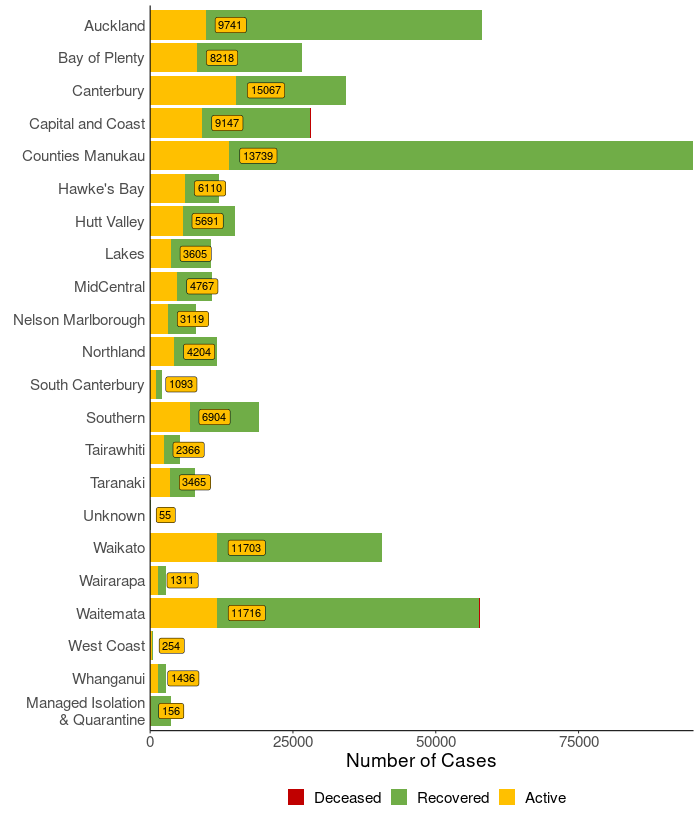 Auckland 9741
Bay of Plenty 8218
Canterbury 15067
Capital and Coast 9147
Counties Manukau 13739
Hawke's Bay 6110
Hutt Valley 5691
Lakes 3605
MidCentral 4767
Nelson Marlborough 3119
Northland 4204
South Canterbury 1093
Southern 6904
Tairawhiti 2366
Taranaki 3465
Unknown 55
Waikato 11703
Wairarapa 1311
Waitemata 11716
West Coast 254
Whanganui 1436
Managed Isolation
& Quarantine 156
0 25000 50000 75000
Number of Cases
Deceased Recovered Active